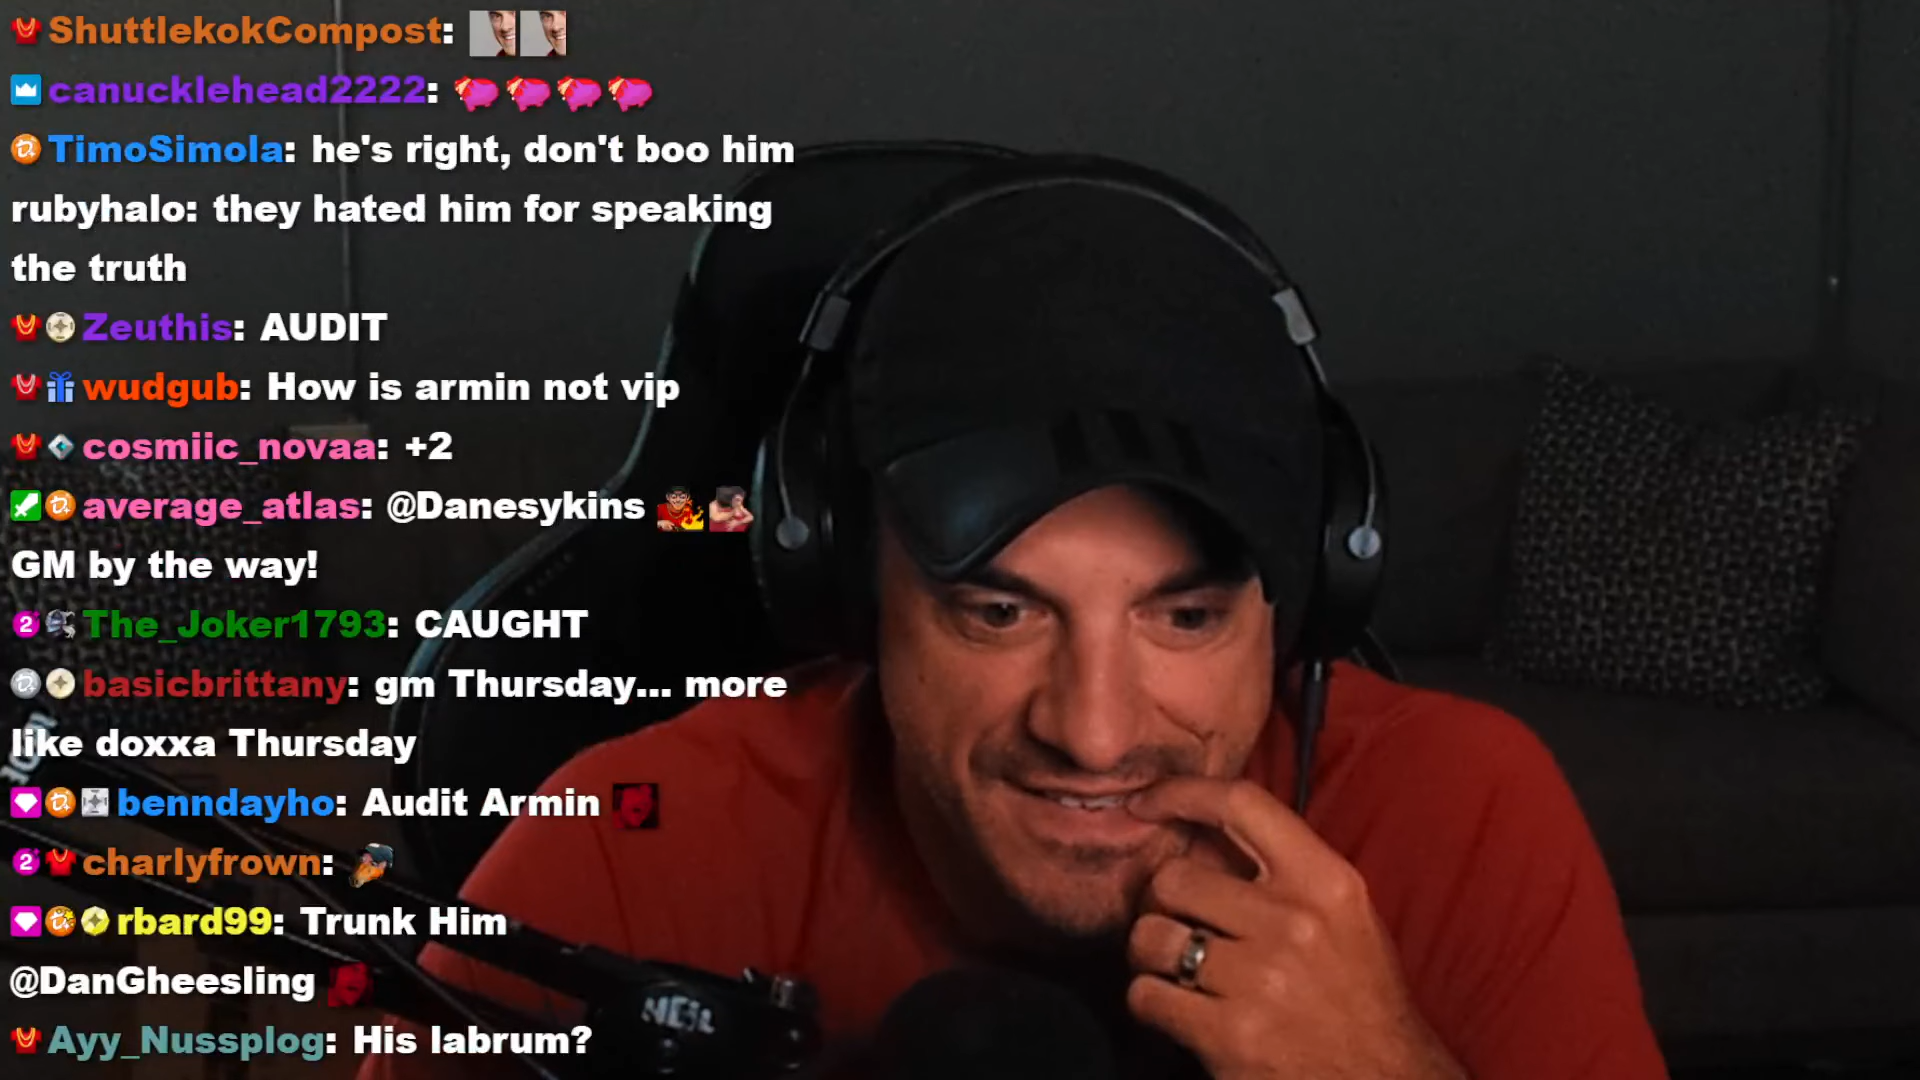 ShuttlekokCompost:
canucklehead2222:
TimoSimola: he's right, don't boo him
rubyhalo: they hated him for speaking
the truth
Zeuthis: AUDIT
wudgub: How is armin not vip
cosmiic_novaa: +2
average_atlas: @Danesykins
GM by the way!
2 The_Joker1793: CAUGHT
basicbrittany: gm Thursday... more
like doxxa Thursday
benndayho: Audit Armin
2 charlyfrown:
rbard99: Trunk Him
@DanGheesling
Ayy_Nussplog: His labrum?